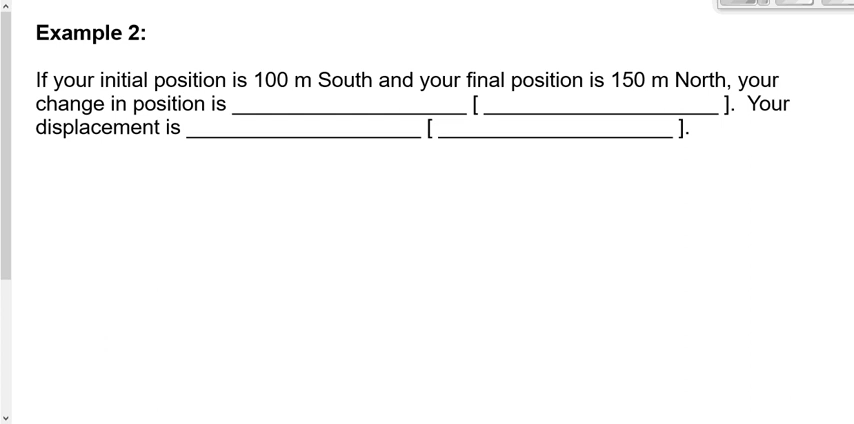 Example 2:
If your initial position is 100 m South and your final position is 150 m North, your
change in position is ____________________ [ ____________________ ].  Your
displacement is ____________________ [ ____________________ ].